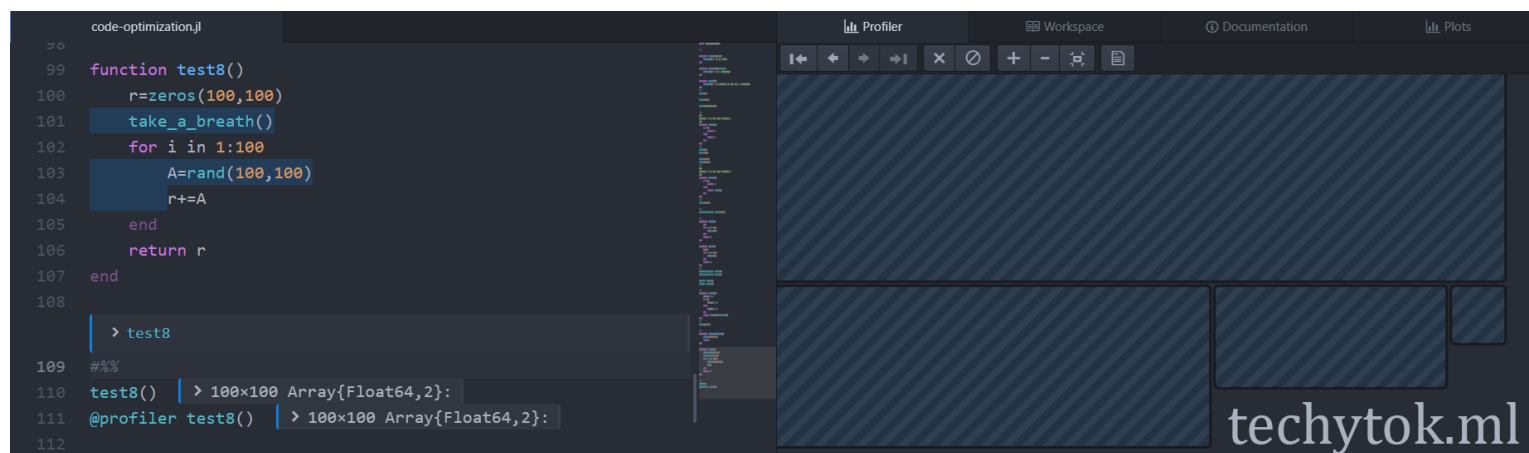 code-optimization.jl
Profiler Workspace Documentation Plots
98
99 function test8()
100 r=zeros(100,100)
101 take_a_breath()
102 for i in 1:100
103 A=rand(100,100)
104 r+=A
105 end
106 return r
107 end
108
> test8
109 #%%
110 test8() > 100×100 Array{Float64,2}:
111 @profiler test8() > 100×100 Array{Float64,2}:
112
techytok.ml